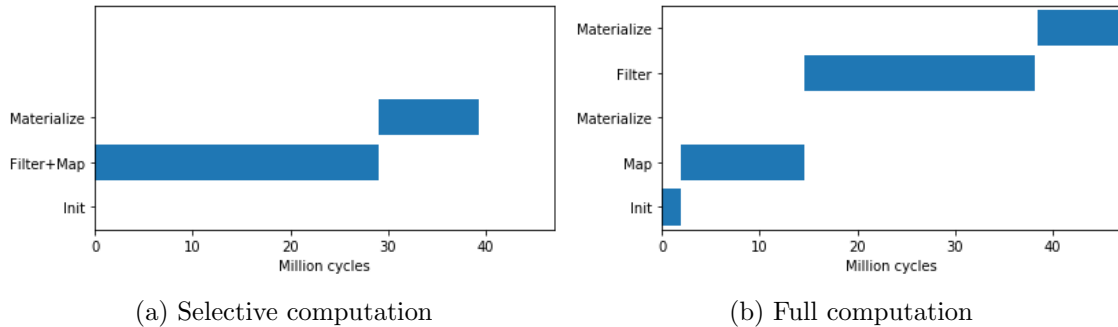 Materialize
Filter+Map
Init
0 10 20 30 40
Million cycles
(a) Selective computation
Materialize
Filter
Materialize
Map
Init
0 10 20 30 40
Million cycles
(b) Full computation